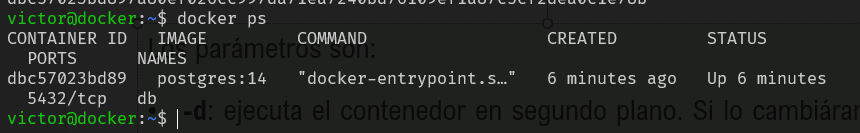 victor@docker:~$ docker ps
CONTAINER ID   IMAGE         COMMAND                  CREATED         STATUS
  PORTS      NAMES
dbc57023bd89   postgres:14   "docker-entrypoint.s…"   6 minutes ago   Up 6 minutes
  5432/tcp   db
victor@docker:~$
Los parámetros son:
-d: ejecuta el contenedor en segundo plano. Si lo cambiáram